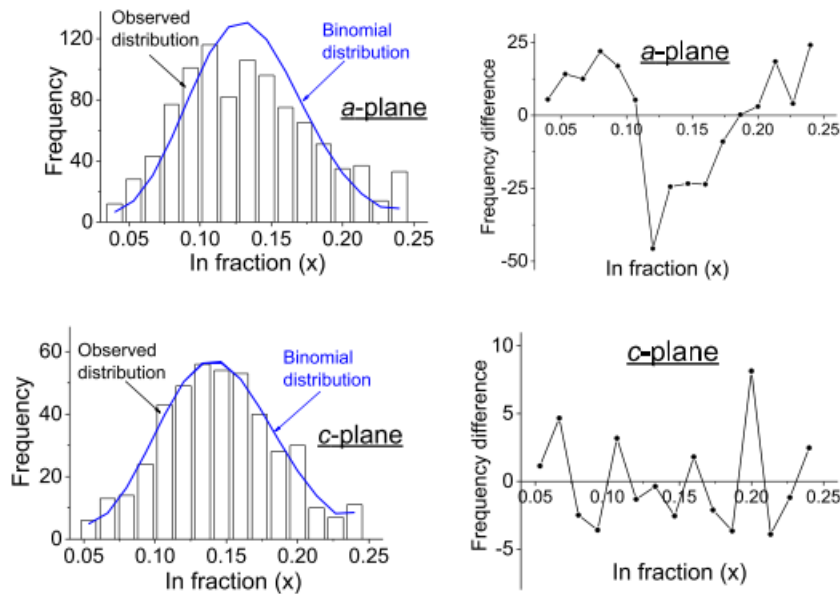 Observed
distribution
Binomial
distribution
a-plane
Frequency
120
80
40
0
0.05 0.10 0.15 0.20 0.25
In fraction (x)
a-plane
Frequency difference
25
0
-25
-50
0.05 0.10 0.15 0.20 0.25
In fraction (x)
Observed
distribution
Binomial
distribution
c-plane
Frequency
60
40
20
0
0.05 0.10 0.15 0.20 0.25
In fraction (x)
c-plane
Frequency difference
10
5
0
-5
0.05 0.10 0.15 0.20 0.25
In fraction (x)